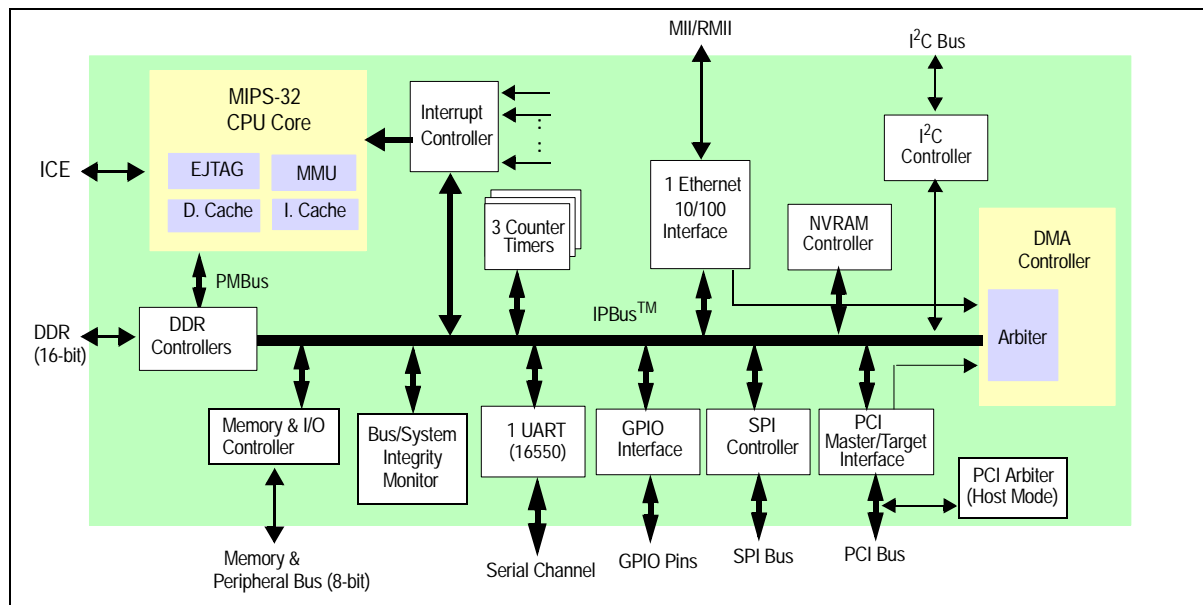 MII/RMII
I²C Bus
MIPS-32
CPU Core
Interrupt
Controller
I²C
Controller
ICE
EJTAG
MMU
D. Cache
I. Cache
1 Ethernet
10/100
Interface
3 Counter
Timers
NVRAM
Controller
DMA
Controller
PMBus
IPBus™
DDR
(16-bit)
DDR
Controllers
Arbiter
Memory & I/O
Controller
Bus/System
Integrity
Monitor
1 UART
(16550)
GPIO
Interface
SPI
Controller
PCI
Master/Target
Interface
PCI Arbiter
(Host Mode)
Memory &
Peripheral Bus (8-bit)
Serial Channel
GPIO Pins
SPI Bus
PCI Bus